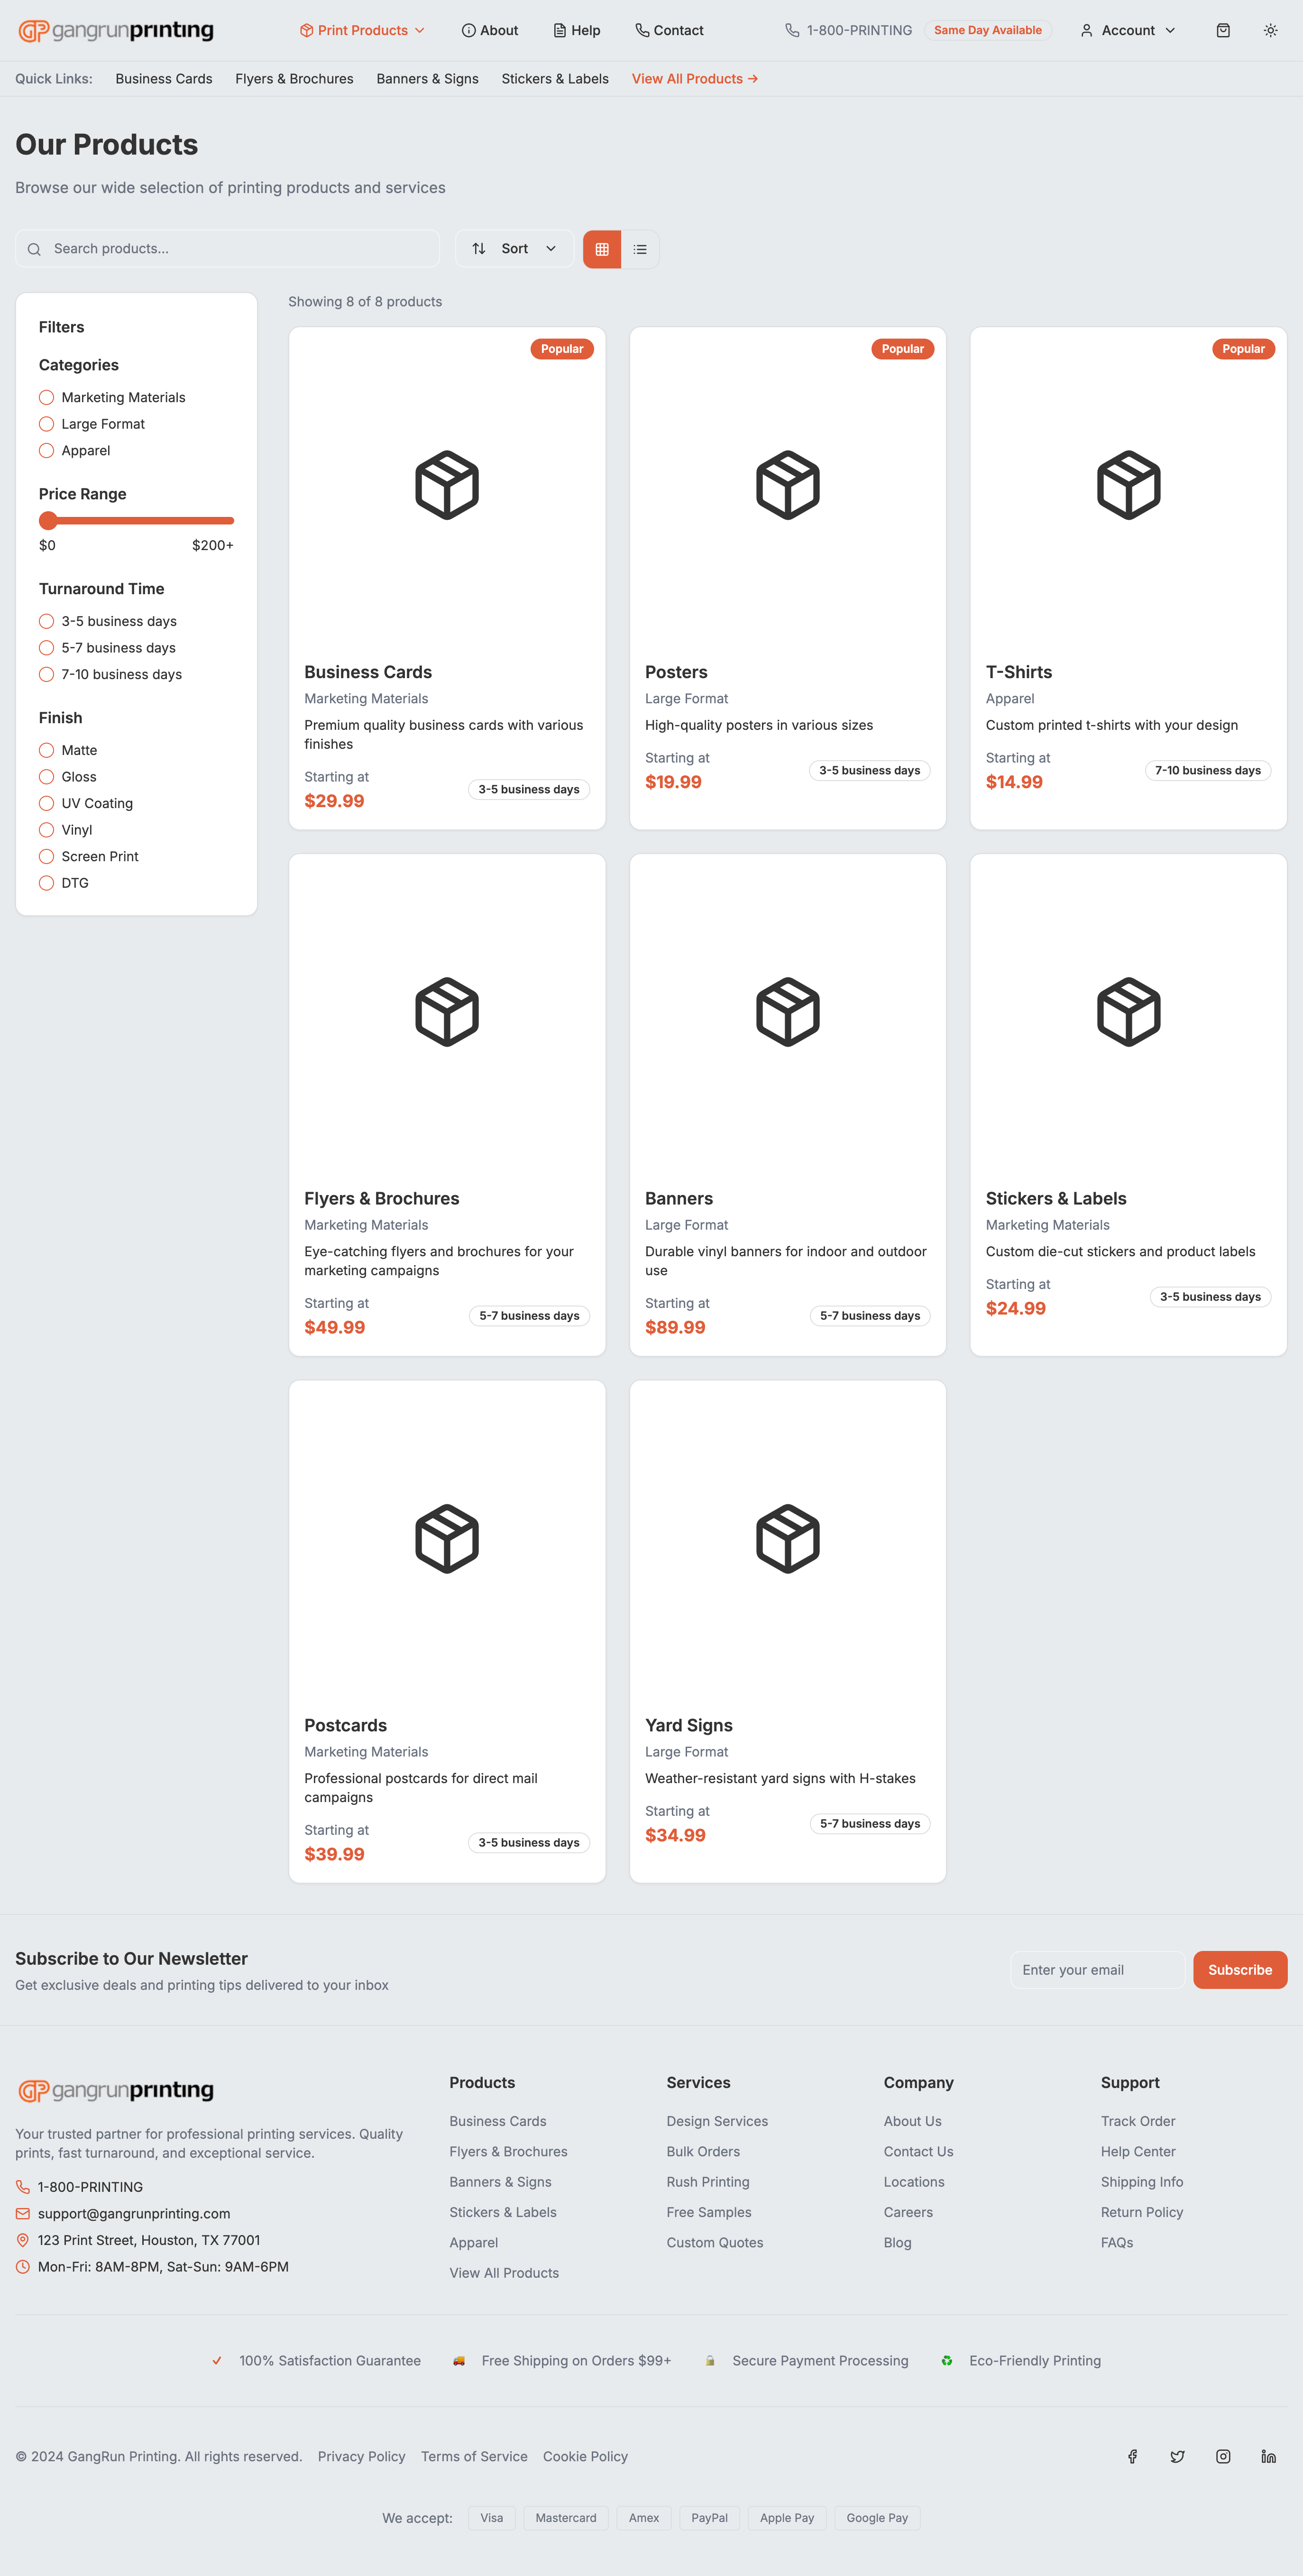 gangrunprinting
Print Products
About
Help
Contact
1-800-PRINTING
Same Day Available
Account
Quick Links:
Business Cards
Flyers & Brochures
Banners & Signs
Stickers & Labels
View All Products →
Our Products
Browse our wide selection of printing products and services
Search products...
Sort
Filters
Categories
Marketing Materials
Large Format
Apparel
Price Range
$0
$200+
Turnaround Time
3-5 business days
5-7 business days
7-10 business days
Finish
Matte
Gloss
UV Coating
Vinyl
Screen Print
DTG
Showing 8 of 8 products
Popular
Business Cards
Marketing Materials
Premium quality business cards with various
finishes
Starting at
$29.99
3-5 business days
Popular
Posters
Large Format
High-quality posters in various sizes
Starting at
$19.99
3-5 business days
Popular
T-Shirts
Apparel
Custom printed t-shirts with your design
Starting at
$14.99
7-10 business days
Flyers & Brochures
Marketing Materials
Eye-catching flyers and brochures for your
marketing campaigns
Starting at
$49.99
5-7 business days
Banners
Large Format
Durable vinyl banners for indoor and outdoor
use
Starting at
$89.99
5-7 business days
Stickers & Labels
Marketing Materials
Custom die-cut stickers and product labels
Starting at
$24.99
3-5 business days
Postcards
Marketing Materials
Professional postcards for direct mail
campaigns
Starting at
$39.99
3-5 business days
Yard Signs
Large Format
Weather-resistant yard signs with H-stakes
Starting at
$34.99
5-7 business days
Subscribe to Our Newsletter
Get exclusive deals and printing tips delivered to your inbox
Enter your email
Subscribe
gangrunprinting
Your trusted partner for professional printing services. Quality
prints, fast turnaround, and exceptional service.
1-800-PRINTING
support@gangrunprinting.com
123 Print Street, Houston, TX 77001
Mon-Fri: 8AM-8PM, Sat-Sun: 9AM-6PM
Products
Business Cards
Flyers & Brochures
Banners & Signs
Stickers & Labels
Apparel
View All Products
Services
Design Services
Bulk Orders
Rush Printing
Free Samples
Custom Quotes
Company
About Us
Contact Us
Locations
Careers
Blog
Support
Track Order
Help Center
Shipping Info
Return Policy
FAQs
100% Satisfaction Guarantee
Free Shipping on Orders $99+
Secure Payment Processing
Eco-Friendly Printing
© 2024 GangRun Printing. All rights reserved.
Privacy Policy
Terms of Service
Cookie Policy
We accept:
Visa
Mastercard
Amex
PayPal
Apple Pay
Google Pay